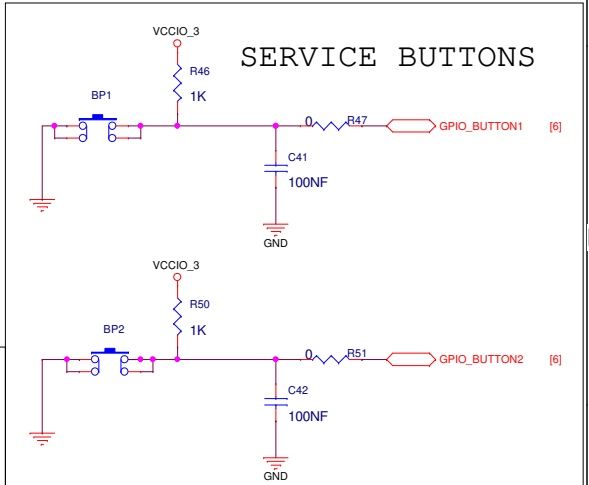 VCCIO_3
SERVICE BUTTONS
R46
1K
BP1
0 R47
GPIO_BUTTON1 [6]
C41
100NF
GND
VCCIO_3
R50
1K
BP2
0 R51
GPIO_BUTTON2 [6]
C42
100NF
GND